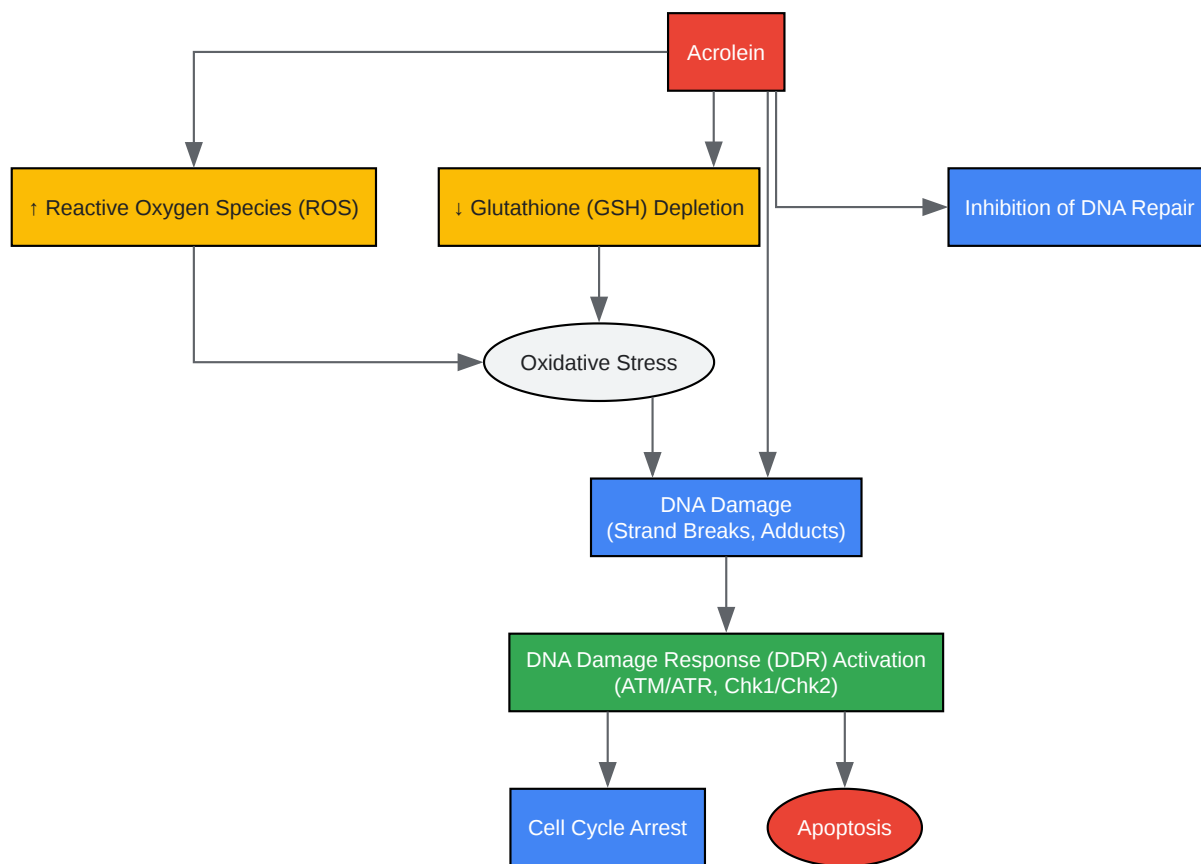 Acrolein
↑ Reactive Oxygen Species (ROS)
↓ Glutathione (GSH) Depletion
Inhibition of DNA Repair
Oxidative Stress
DNA Damage
(Strand Breaks, Adducts)
DNA Damage Response (DDR) Activation
(ATM/ATR, Chk1/Chk2)
Cell Cycle Arrest
Apoptosis